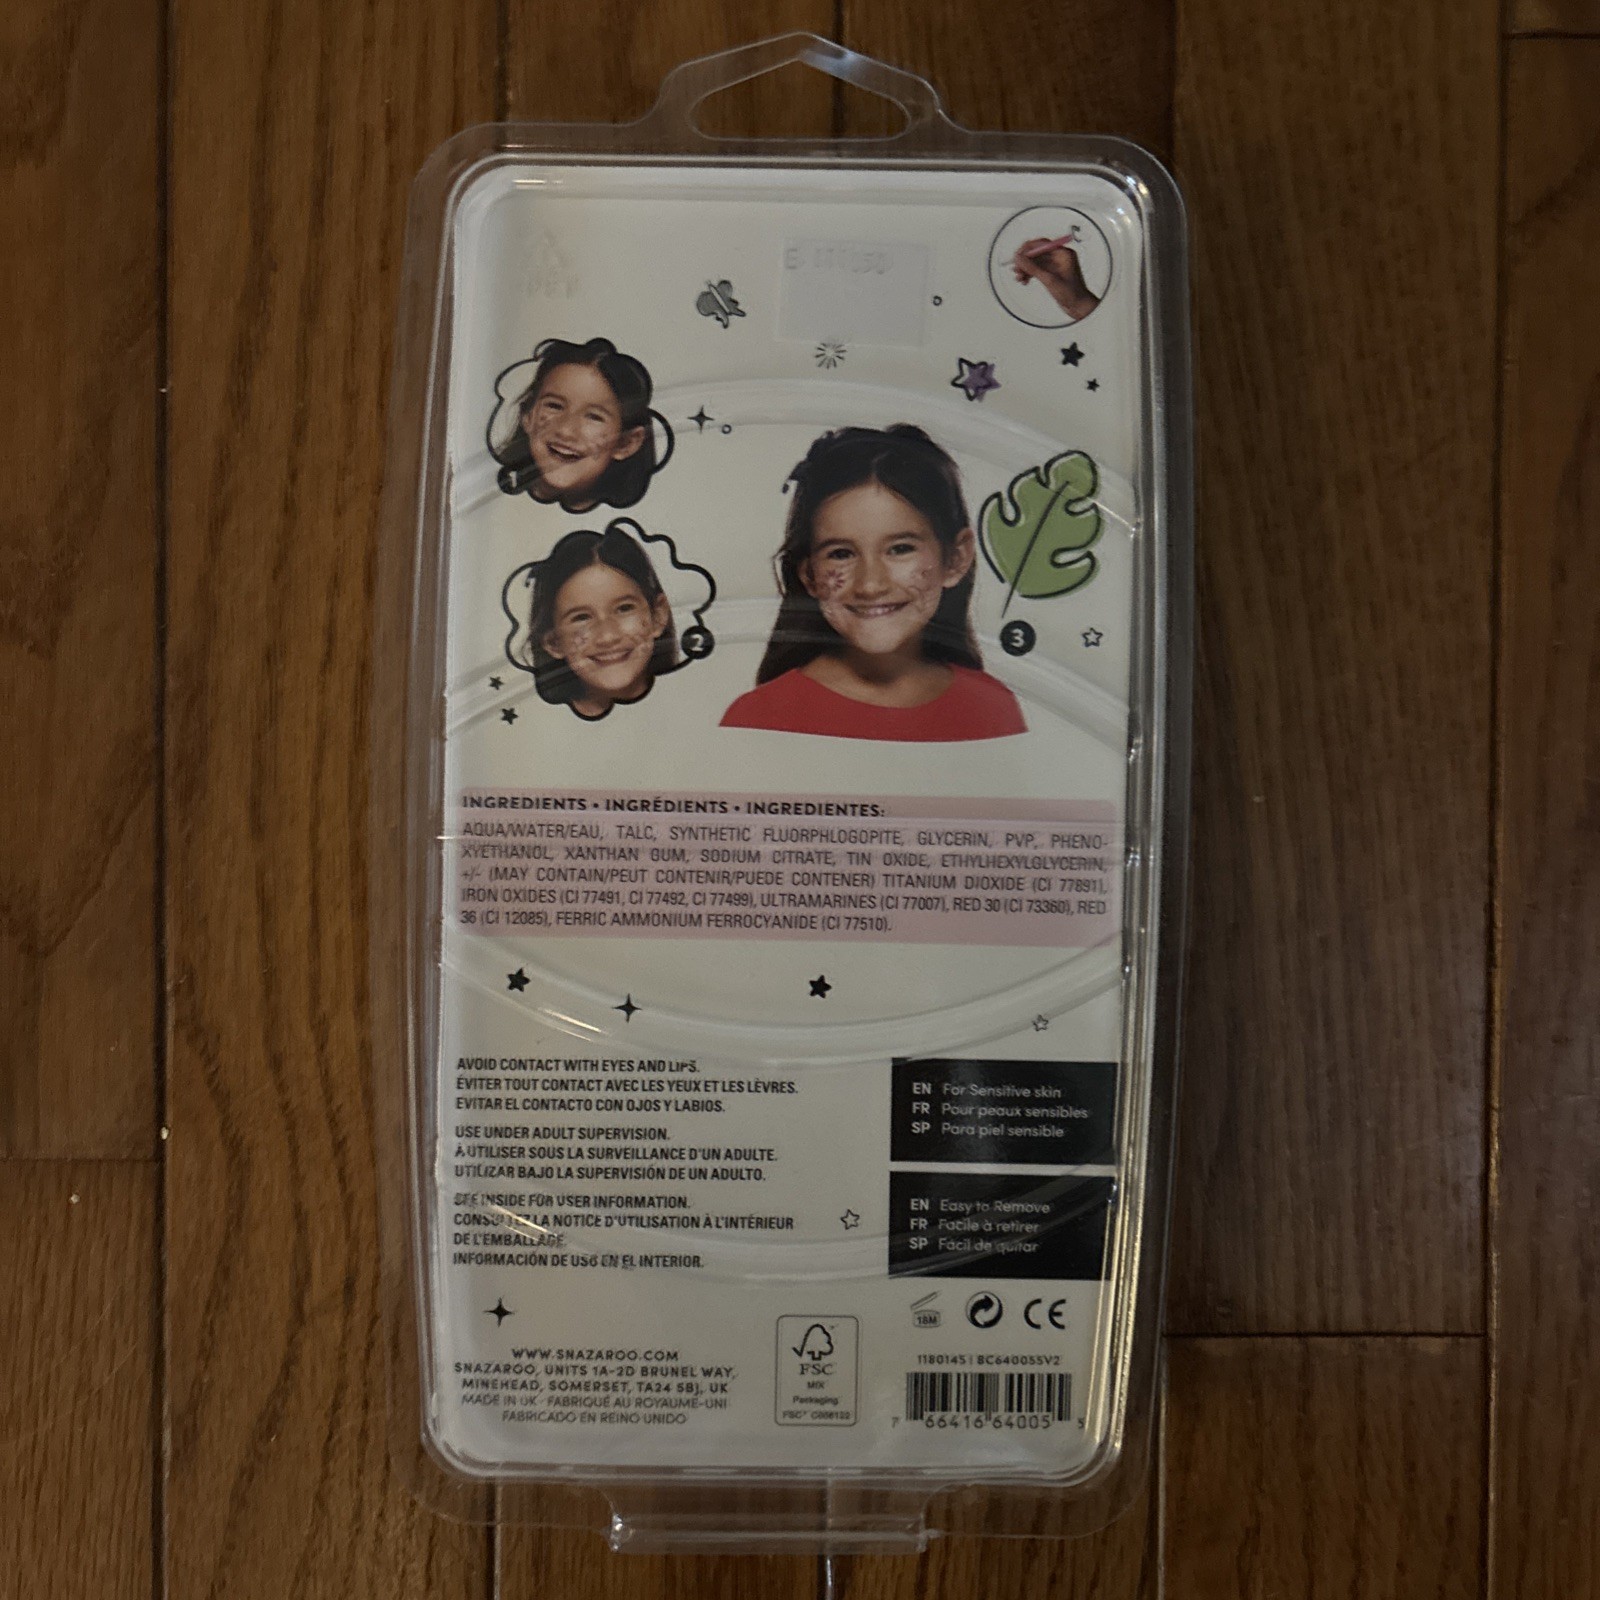 1
2
3
INGREDIENTS • INGRÉDIENTS • INGREDIENTES:
AQUA/WATER/EAU, TALC, SYNTHETIC FLUORPHLOGOPITE, GLYCERIN, PVP, PHENO-
XYETHANOL, XANTHAN GUM, SODIUM CITRATE, TIN OXIDE, ETHYLHEXYLGLYCERIN,
+/- (MAY CONTAIN/PEUT CONTENIR/PUEDE CONTENER) TITANIUM DIOXIDE (CI 77891),
IRON OXIDES (CI 77491, CI 77492, CI 77499), ULTRAMARINES (CI 77007), RED 30 (CI 73360), RED
36 (CI 12085), FERRIC AMMONIUM FERROCYANIDE (CI 77510).
AVOID CONTACT WITH EYES AND LIPS.
ÉVITER TOUT CONTACT AVEC LES YEUX ET LES LÈVRES.
EVITAR EL CONTACTO CON OJOS Y LABIOS.
USE UNDER ADULT SUPERVISION.
À UTILISER SOUS LA SURVEILLANCE D'UN ADULTE.
UTILIZAR BAJO LA SUPERVISIÓN DE UN ADULTO.
SEE INSIDE FOR USER INFORMATION.
CONSULTEZ LA NOTICE D'UTILISATION À L'INTÉRIEUR
DE L'EMBALLAGE.
INFORMACIÓN DE USO EN EL INTERIOR.
EN For Sensitive skin
FR Pour peaux sensibles
SP Para piel sensible
EN Easy to Remove
FR Facile à retirer
SP Fácil de quitar
18M
CE
WWW.SNAZAROO.COM
SNAZAROO, UNITS 1A-2D BRUNEL WAY,
MINEHEAD, SOMERSET, TA24 5BJ, UK
MADE IN UK · FABRIQUÉ AU ROYAUME-UNI
FABRICADO EN REINO UNIDO
FSC
MIX
Packaging
1180145 | BC640055V2
7 66416 64005 5